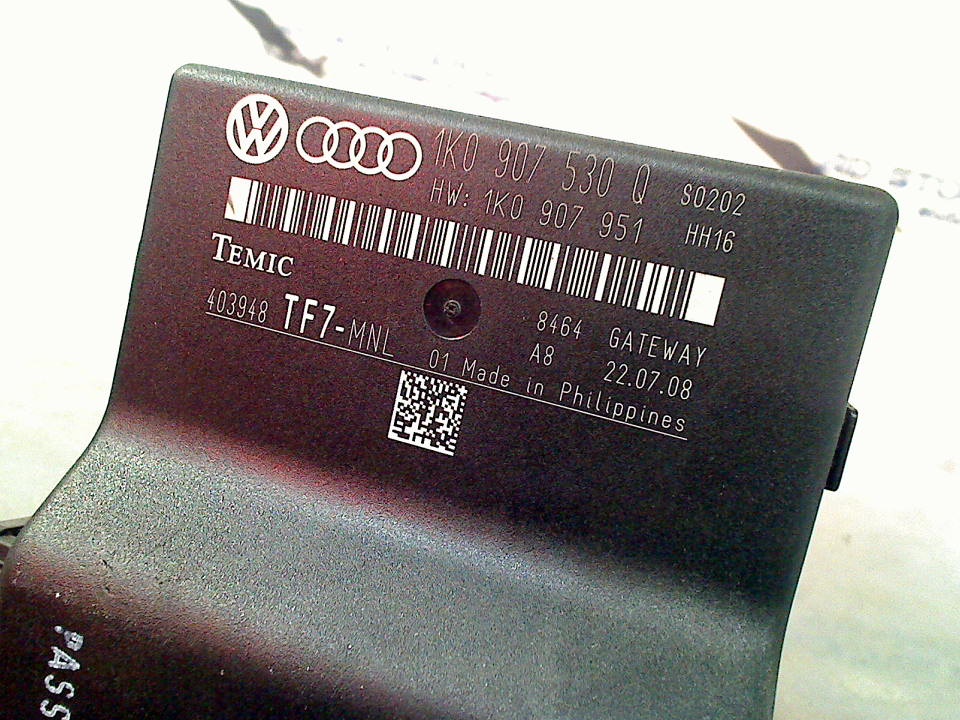 1K0 907 530 Q S0202
HW: 1K0 907 951 HH16
TEMIC
403948 TF7-MNL 8464 GATEWAY
A8 22.07.08
01 Made in Philippines
PASS